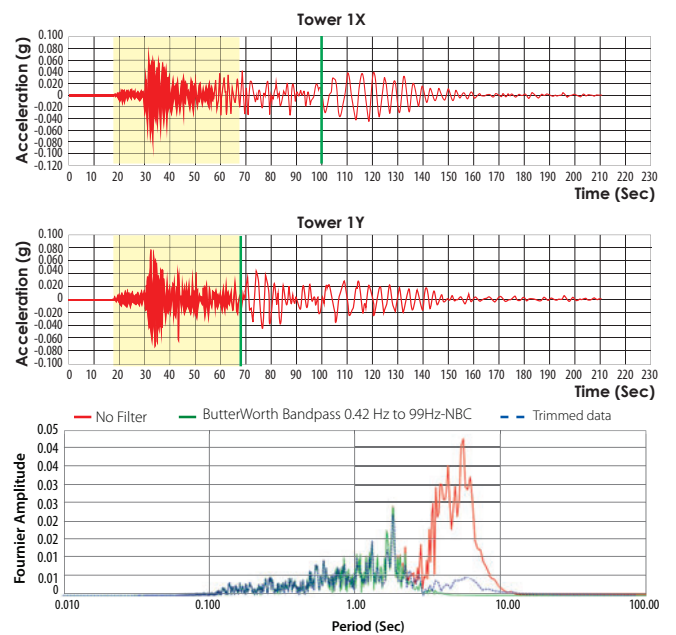 Tower 1X
Acceleration (g)
0.100
0.080
0.060
0.040
0.020
0
-0.020
-0.040
-0.060
-0.080
-0.100
-0.120
0 10 20 30 40 50 60 70 80 90 100 110 120 130 140 150 160 170 180 190 200 210 220 230
Time (Sec)
Tower 1Y
Acceleration (g)
0.100
0.080
0.060
0.040
0.020
0
-0.020
-0.040
-0.060
-0.080
-0.100
0 10 20 30 40 50 60 70 80 90 100 110 120 130 140 150 160 170 180 190 200 210 220 230
Time (Sec)
No Filter ButterWorth Bandpass 0.42 Hz to 99Hz-NBC Trimmed data
Fournier Amplitude
0.05
0.04
0.04
0.03
0.03
0.02
0.02
0.01
0.01
0
0.010 0.100 1.00 10.00 100.00
Period (Sec)